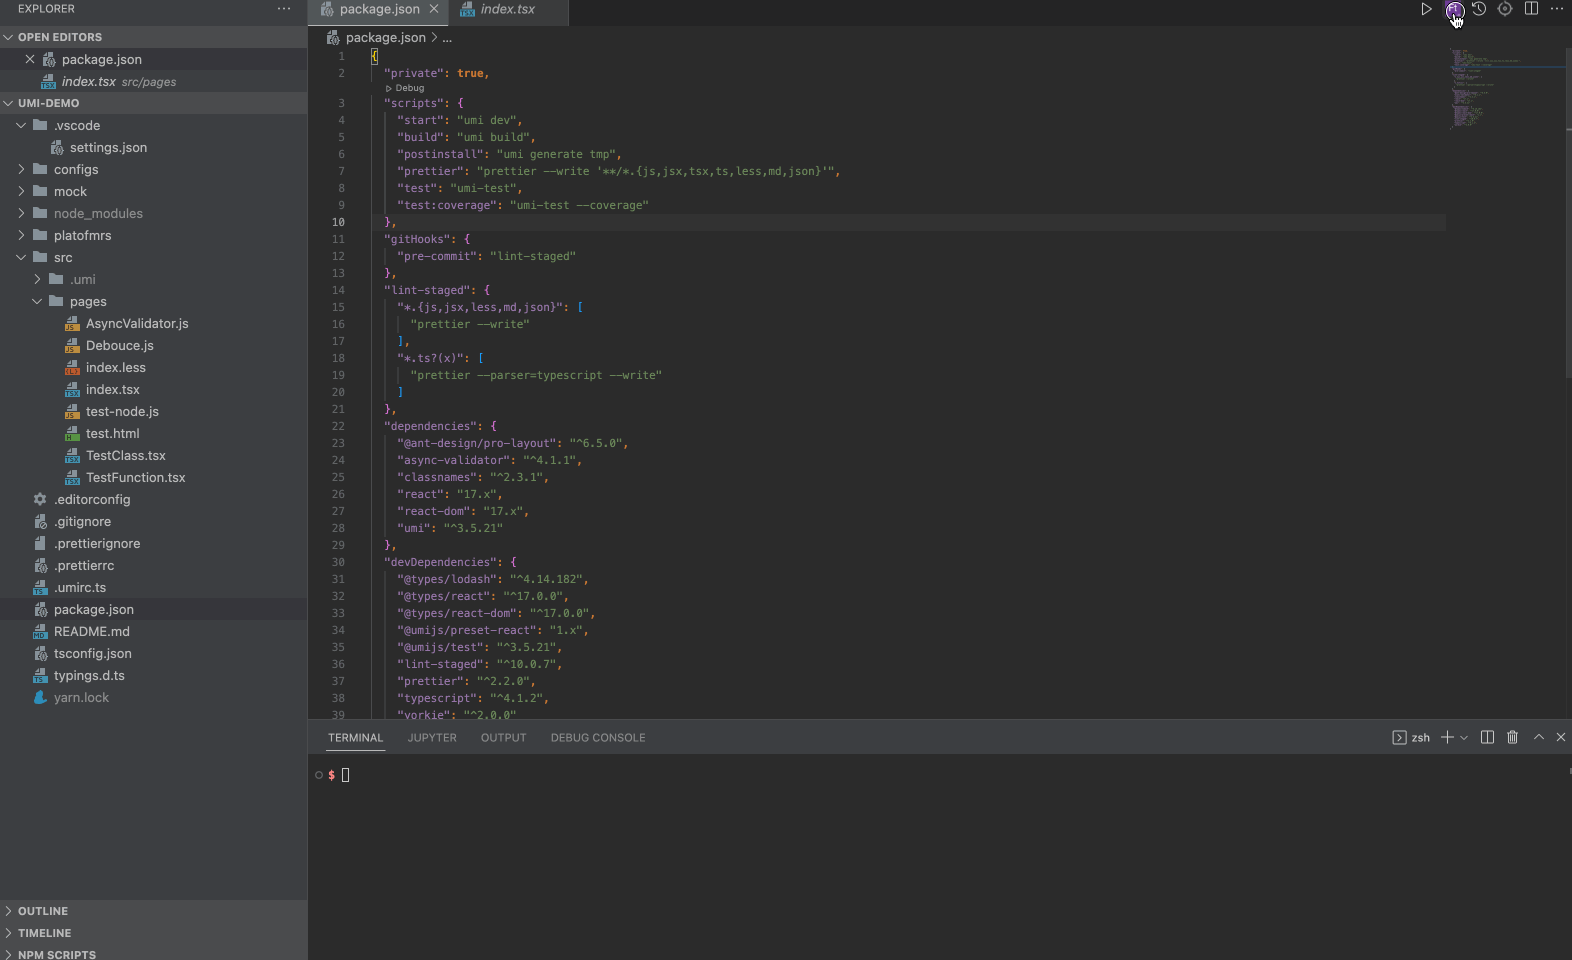 EXPLORER
OPEN EDITORS
package.json
index.tsx src/pages
UMI-DEMO
.vscode
settings.json
configs
mock
node_modules
platofmrs
src
.umi
pages
AsyncValidator.js
Debouce.js
index.less
index.tsx
test-node.js
test.html
TestClass.tsx
TestFunction.tsx
.editorconfig
.gitignore
.prettierignore
.prettierrc
.umirc.ts
package.json
README.md
tsconfig.json
typings.d.ts
yarn.lock
OUTLINE
TIMELINE
NPM SCRIPTS
package.json index.tsx
package.json > ...
1 {
2 "private": true,
Debug
3 "scripts": {
4 "start": "umi dev",
5 "build": "umi build",
6 "postinstall": "umi generate tmp",
7 "prettier": "prettier --write '**/*.{js,jsx,tsx,ts,less,md,json}'",
8 "test": "umi-test",
9 "test:coverage": "umi-test --coverage"
10 },
11 "gitHooks": {
12 "pre-commit": "lint-staged"
13 },
14 "lint-staged": {
15 "*.{js,jsx,less,md,json}": [
16 "prettier --write"
17 ],
18 "*.ts?(x)": [
19 "prettier --parser=typescript --write"
20 ]
21 },
22 "dependencies": {
23 "@ant-design/pro-layout": "^6.5.0",
24 "async-validator": "^4.1.1",
25 "classnames": "^2.3.1",
26 "react": "17.x",
27 "react-dom": "17.x",
28 "umi": "^3.5.21"
29 },
30 "devDependencies": {
31 "@types/lodash": "^4.14.182",
32 "@types/react": "^17.0.0",
33 "@types/react-dom": "^17.0.0",
34 "@umijs/preset-react": "1.x",
35 "@umijs/test": "^3.5.21",
36 "lint-staged": "^10.0.7",
37 "prettier": "^2.2.0",
38 "typescript": "^4.1.2",
39 "yorkie": "^2.0.0"
TERMINAL JUPYTER OUTPUT DEBUG CONSOLE zsh
$